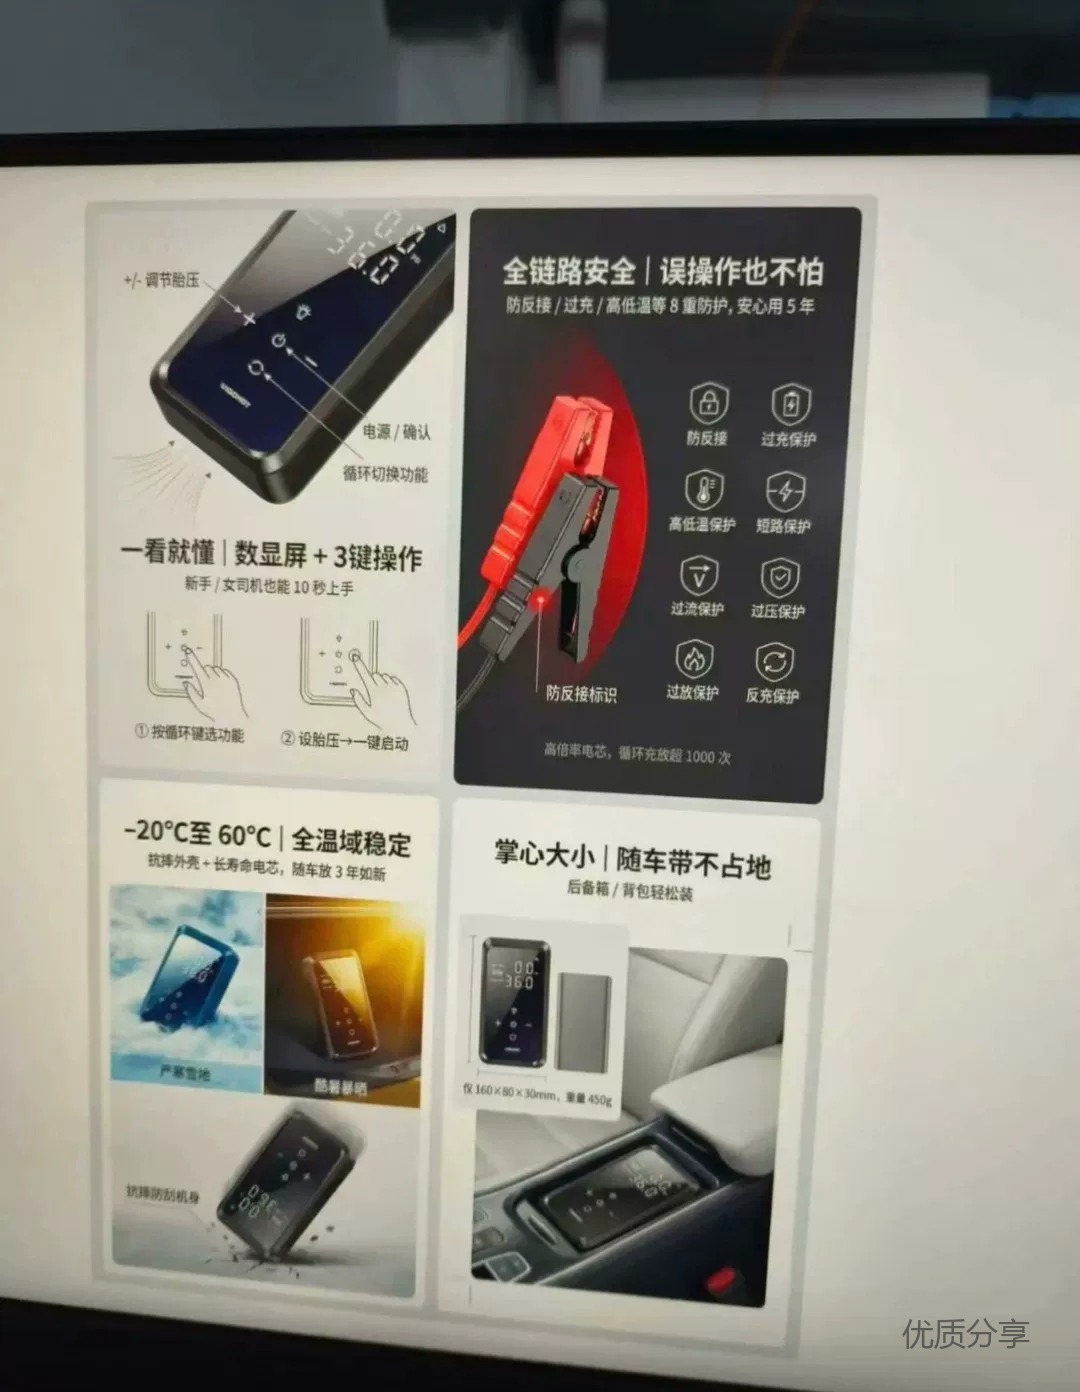 +/- 调节胎压
电源 / 确认
循环切换功能
一看就懂 | 数显屏 + 3键操作
新手 / 女司机也能 10 秒上手
① 按循环键选功能
② 设胎压→一键启动
全链路安全 | 误操作也不怕
防反接 / 过充 / 高低温等 8 重防护, 安心用 5 年
防反接
过充保护
高低温保护
短路保护
过流保护
过压保护
过放保护
反充保护
防反接标识
高倍率电芯，循环充放超 1000 次
-20°C至 60°C | 全温域稳定
抗摔外壳 + 长寿命电芯，随车放 3 年如新
严寒雪地
酷暑暴晒
抗摔防刮机身
掌心大小 | 随车带不占地
后备箱 / 背包轻松装
0.0
36.0
仅 160×80×30mm，重量 450g
优质分享